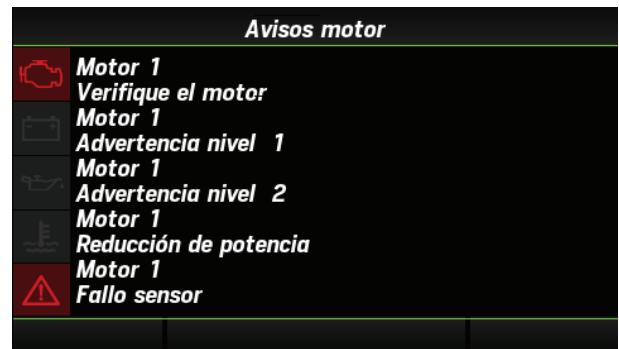 Avisos motor
Motor 1
Verifique el motor
Motor 1
Advertencia nivel 1
Motor 1
Advertencia nivel 2
Motor 1
Reducción de potencia
Motor 1
Fallo sensor